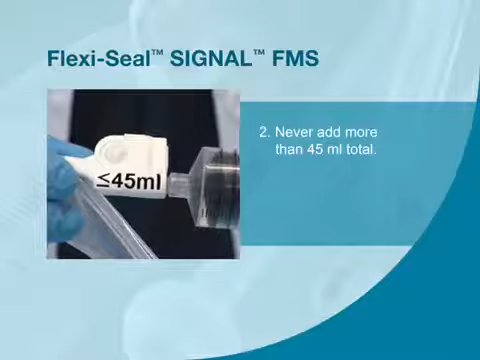 Flexi-Seal™ SIGNAL™ FMS
≤45ml
2. Never add more
than 45 ml total.